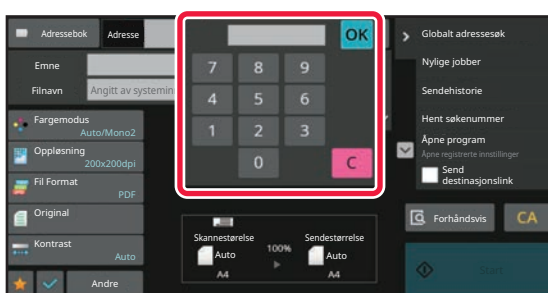 Adressebok
Adresse
Emne
Filnavn
Angitt av systemin
Fargemodus
Auto/Mono2
Oppløsning
200x200dpi
Fil Format
PDF
Original
Kontrast
Auto
Andre
OK
7 8 9
4 5 6
1 2 3
0 C
Skannestørelse
Auto
A4
100%
Sendestørrelse
Auto
A4
Globalt adressesøk
Nylige jobber
Sendehistorie
Hent søkenummer
Åpne program
Åpne registrerte innstillinger
Send
destinasjonslink
Forhåndsvis
CA
Start